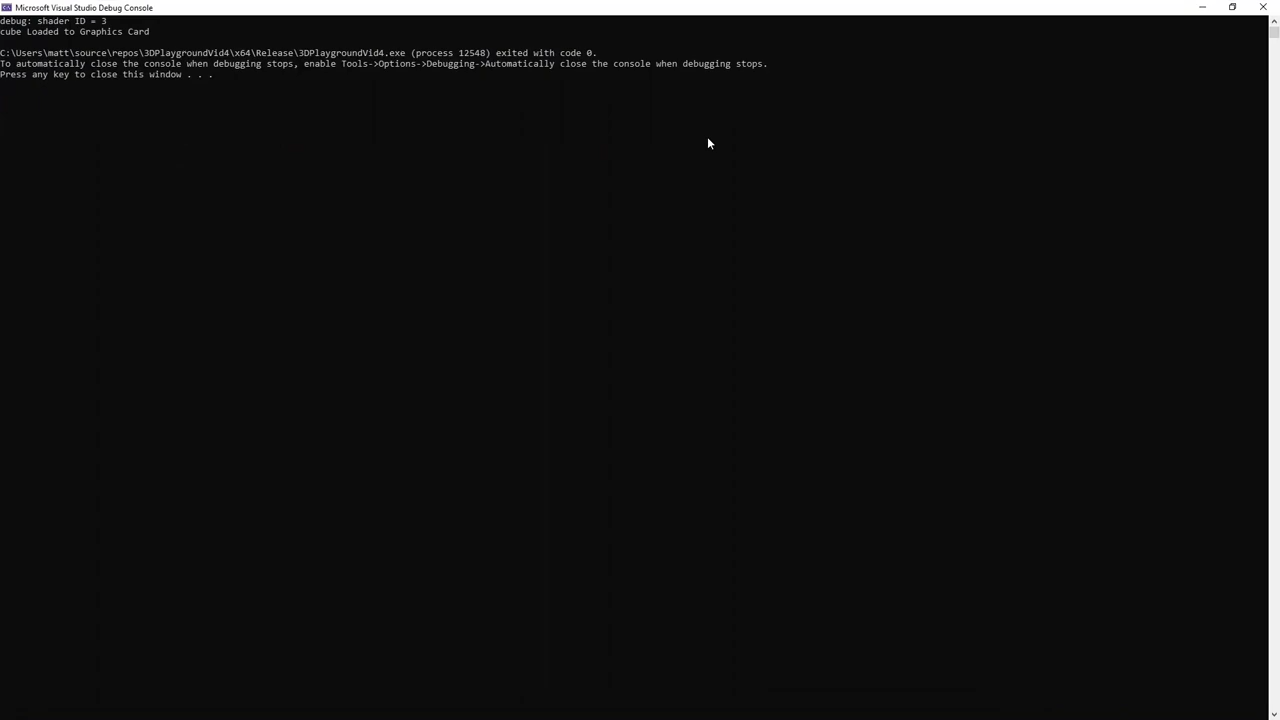 Microsoft Visual Studio Debug Console
debug: shader ID = 3
cube Loaded to Graphics Card
C:\Users\matt\source\repos\3DPlaygroundVid4\x64\Release\3DPlaygroundVid4.exe (process 12548) exited with code 0.
To automatically close the console when debugging stops, enable Tools->Options->Debugging->Automatically close the console when debugging stops.
Press any key to close this window . . .